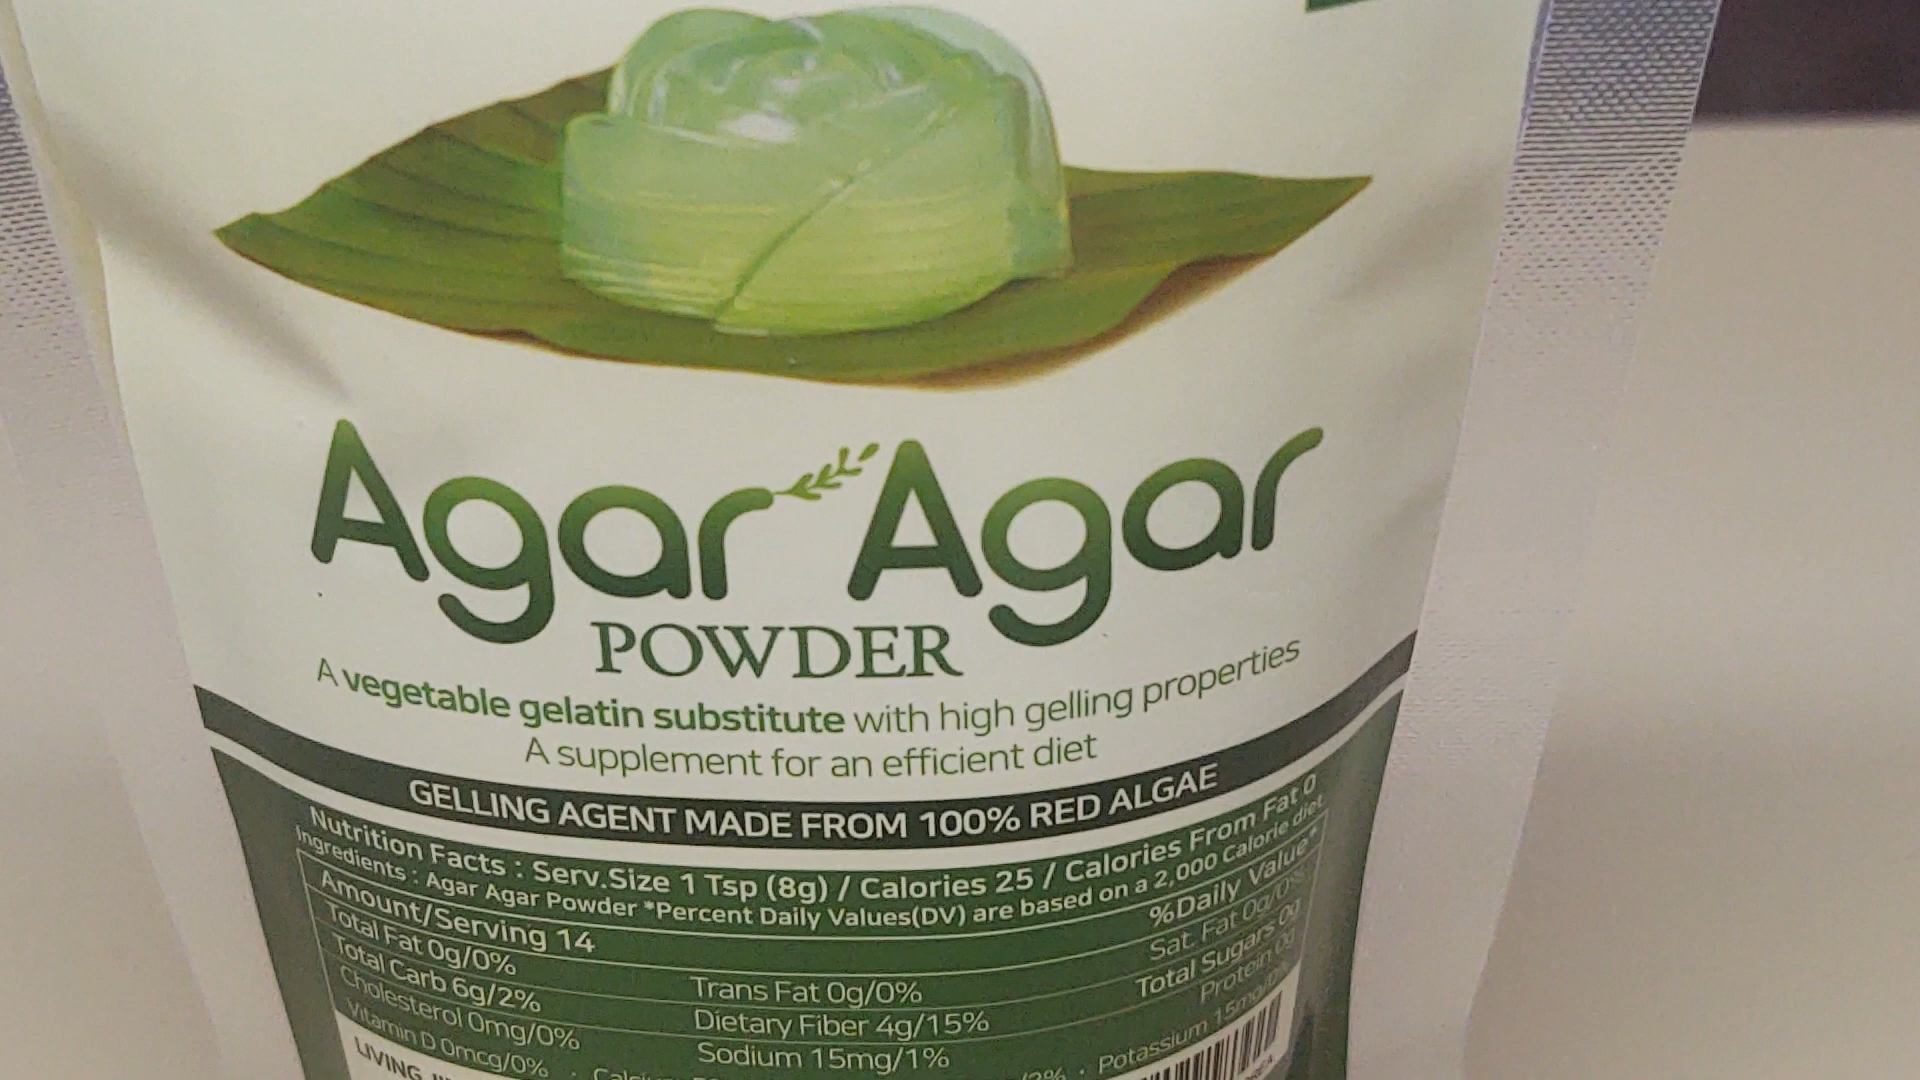 Agar Agar
POWDER
A vegetable gelatin substitute with high gelling properties
A supplement for an efficient diet
GELLING AGENT MADE FROM 100% RED ALGAE
Nutrition Facts : Serv.Size 1 Tsp (8g) / Calories 25 / Calories From Fat 0
Ingredients : Agar Agar Powder *Percent Daily Values(DV) are based on a 2,000 Calorie diet
Amount/Serving 14 %Daily Value*
Total Fat 0g/0% Trans Fat 0g/0% Sat. Fat 0g/0%
Total Carb 6g/2% Dietary Fiber 4g/15% Total Sugars 0g
Cholesterol 0mg/0% Sodium 15mg/1% Protein 0g
Vitamin D 0mcg/0% · · Potassium 15mg
LIVING